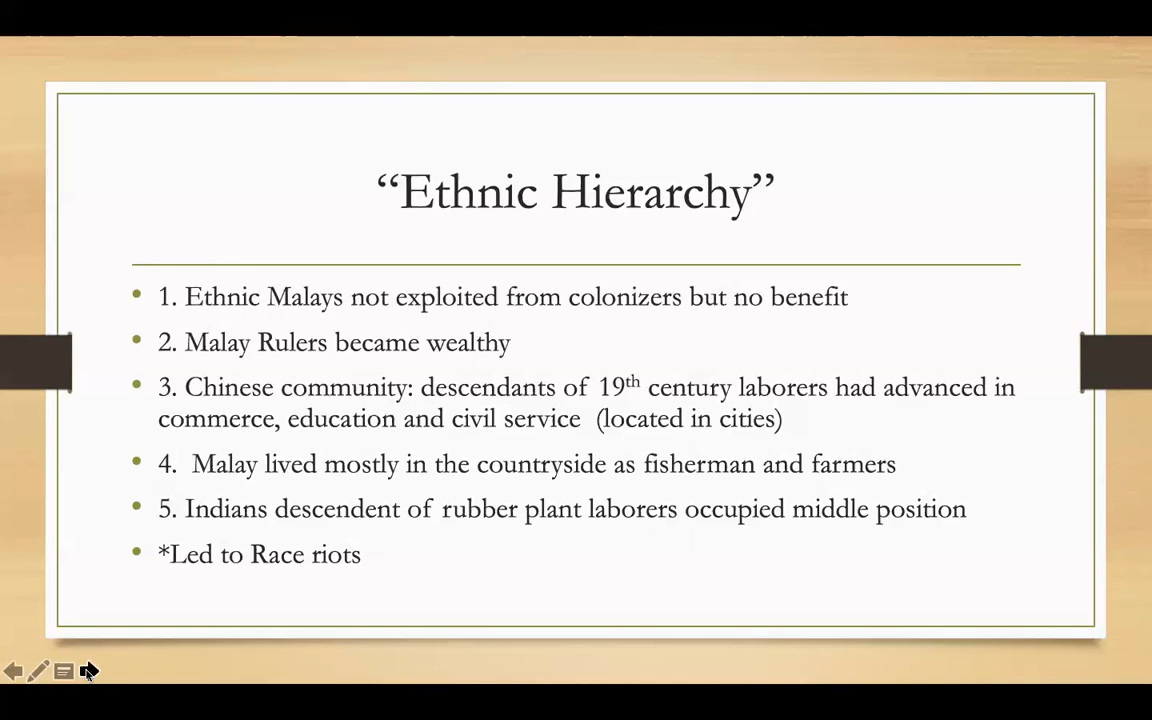 “Ethnic Hierarchy”
• 1. Ethnic Malays not exploited from colonizers but no benefit
• 2. Malay Rulers became wealthy
• 3. Chinese community: descendants of 19th century laborers had advanced in
commerce, education and civil service (located in cities)
• 4. Malay lived mostly in the countryside as fisherman and farmers
• 5. Indians descendent of rubber plant laborers occupied middle position
• *Led to Race riots